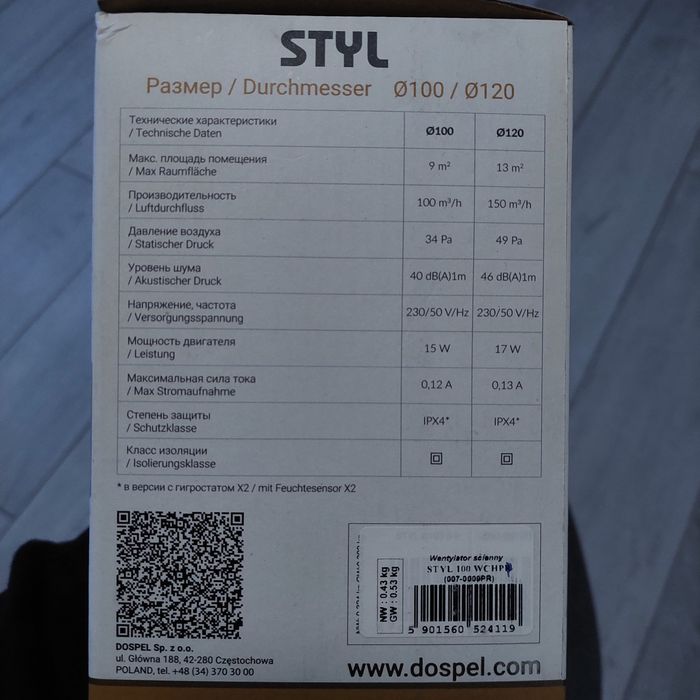 STYL
Размер / Durchmesser Ø100 / Ø120
Технические характеристики
/ Technische Daten
Ø100 Ø120
Макс. площадь помещения
/ Max Raumfläche
9 m² 13 m²
Производительность
/ Luftdurchfluss
100 m³/h 150 m³/h
Давление воздуха
/ Statischer Druck
34 Pa 49 Pa
Уровень шума
/ Akustischer Druck
40 dB(A)1m 46 dB(A)1m
Напряжение, частота
/ Versorgungsspannung
230/50 V/Hz 230/50 V/Hz
Мощность двигателя
/ Leistung
15 W 17 W
Максимальная сила тока
/ Max Stromaufnahme
0,12 A 0,13 A
Степень защиты
/ Schutzklasse
IPX4* IPX4*
Класс изоляции
/ Isolierungsklasse
* в версии с гигростатом X2 / mit Feuchtesensor X2
Wentylator ścienny
STYL 100 WC HP
(007-0009PR)
NW : 0.43 kg
GW : 0.53 kg
5 901560 524119
DOSPEL Sp. z o.o.
ul. Główna 188, 42-280 Częstochowa
POLAND, tel. +48 (34) 370 30 00
www.dospel.com